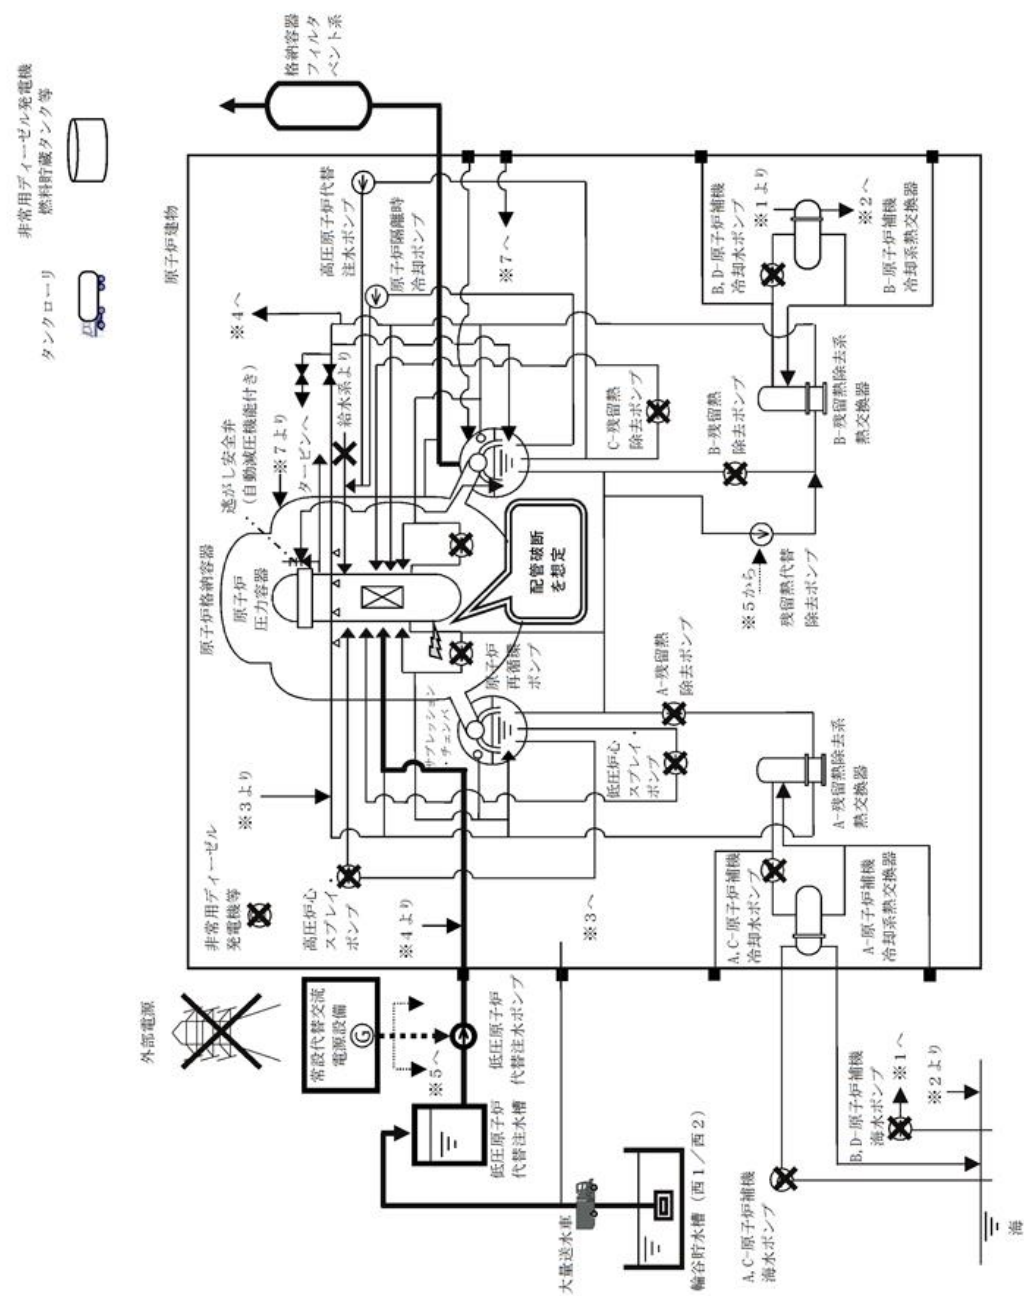 外部電源
非常用ディーゼル
発電機等
※3より
原子炉格納容器
原子炉
圧力容器
逃がし安全弁
(自動減圧機能付き)
※7より
タービンへ
給水系より
※4へ
原子炉建物
タンクローリ
非常用ディーゼル発電機
燃料貯蔵タンク等
格納容器
フィルタ
ベント系
高圧原子炉代替
注水ポンプ
原子炉隔離時
冷却ポンプ
常設代替交流
電源設備
G
※5へ
高圧炉心
スプレイ・
ポンプ
※4より
サプレッション
・チェンバ
原子炉
再循環
ポンプ
配管破断
を想定
※7へ
低圧原子炉
代替注水槽
低圧原子炉
代替注水ポンプ
※3へ
低圧炉心
スプレイ・
ポンプ
A-残留熱
除去ポンプ
C-残留熱
除去ポンプ
B-残留熱
除去ポンプ
※5から
残留熱代替
除去ポンプ
大量送水車
輪谷貯水槽(西1/西2)
A,C-原子炉補機
冷却水ポンプ
A-原子炉補機
冷却系熱交換器
A-残留熱除去系
熱交換器
B-残留熱除去系
熱交換器
B,D-原子炉補機
冷却水ポンプ
※1より
※2へ
B-原子炉補機
冷却系熱交換器
A,C-原子炉補機
海水ポンプ
B,D-原子炉補機
海水ポンプ
※1へ
※2より
海